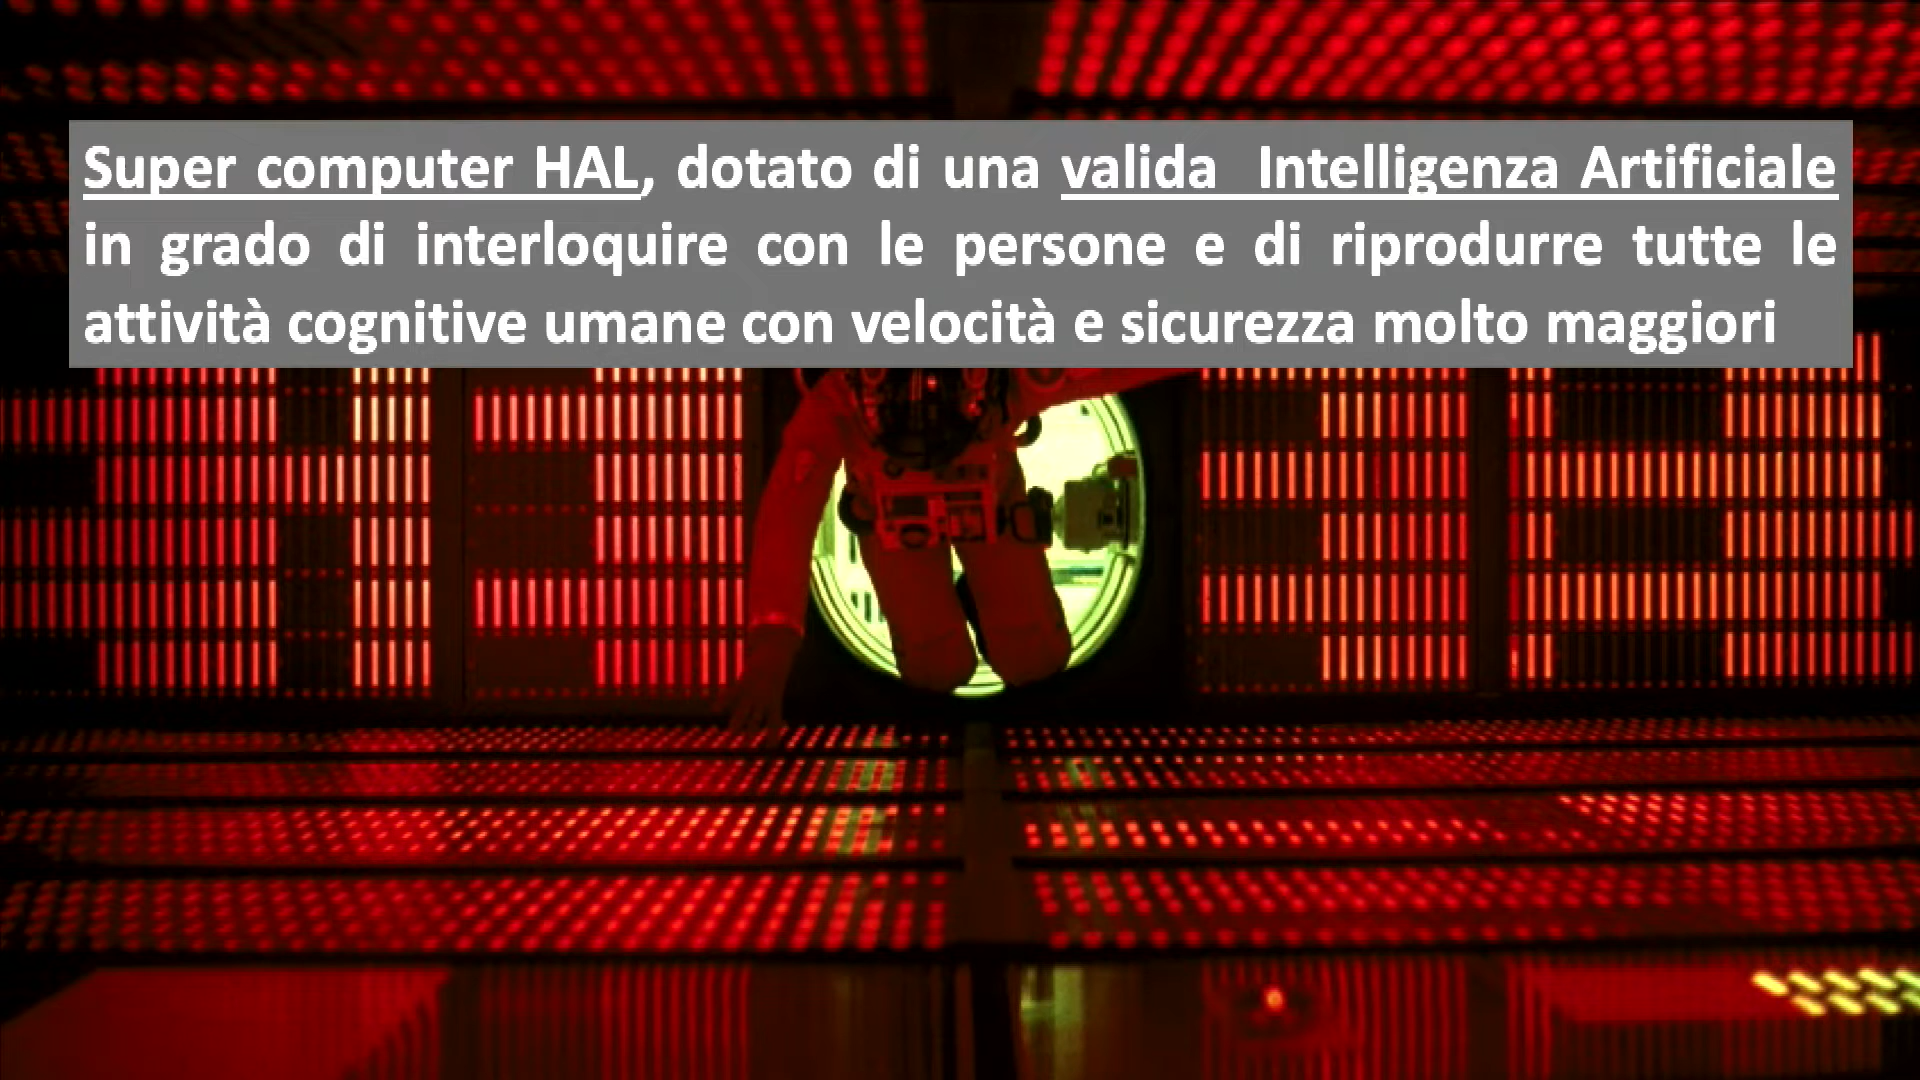 Super computer HAL, dotato di una valida  Intelligenza Artificiale
in grado di interloquire con le persone e di riprodurre tutte le
attività cognitive umane con velocità e sicurezza molto maggiori